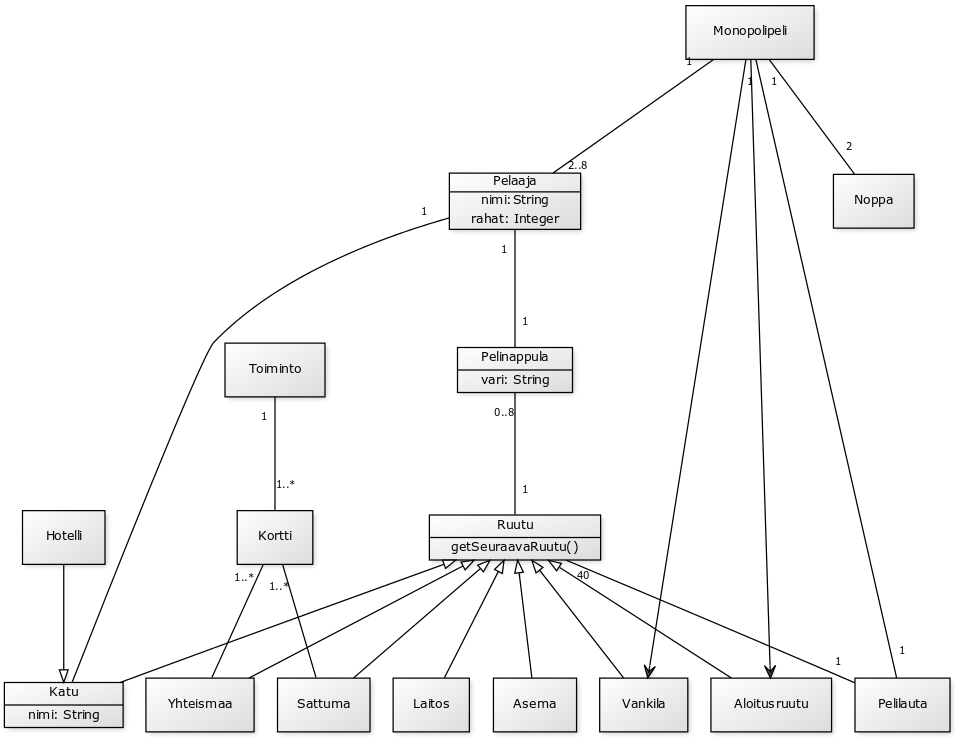 Monopolipeli
1
1
1
2
2..8
Pelaaja
nimi:String
rahat: Integer
Noppa
1
1
1
Toiminto
Pelinappula
vari: String
1
0..8
1..*
1
Hotelli
Kortti
Ruutu
getSeuraavaRuutu()
1..*
1..*
40
1
1
Katu
nimi: String
Yhteismaa
Sattuma
Laitos
Asema
Vankila
Aloitusruutu
Pelilauta